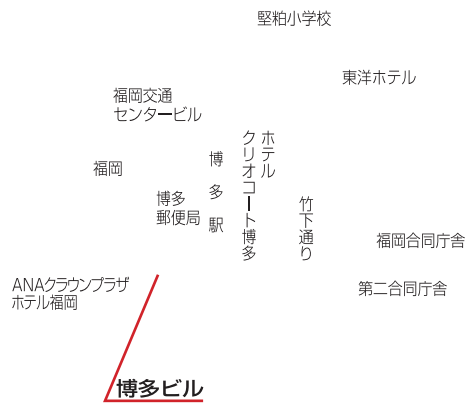 堅粕小学校
東洋ホテル
福岡交通
センタービル
ホテル
クリオコート博多
博多駅
福岡
博多
郵便局
竹下通り
福岡合同庁舎
第二合同庁舎
ANAクラウンプラザ
ホテル福岡
博多ビル